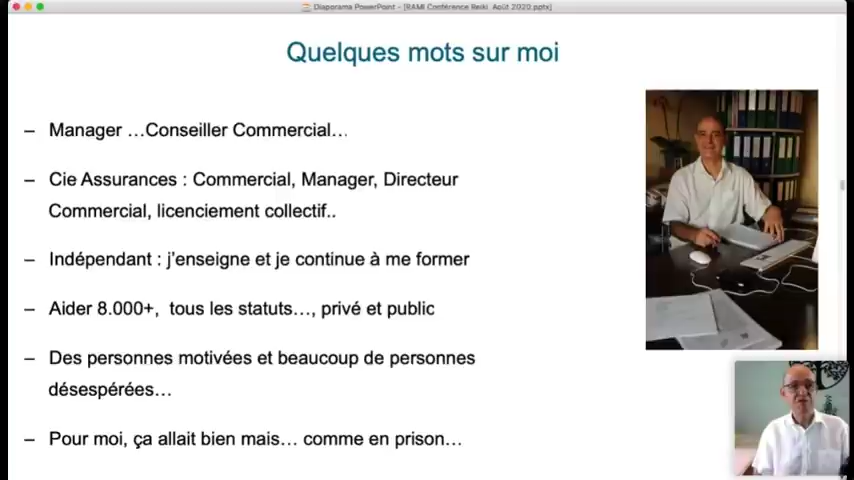 Diaporama PowerPoint - [RAMI Conférence Reiki Août 2020.pptx]
Quelques mots sur moi
– Manager …Conseiller Commercial…
– Cie Assurances : Commercial, Manager, Directeur
Commercial, licenciement collectif..
– Indépendant : j’enseigne et je continue à me former
– Aider 8.000+, tous les statuts…, privé et public
– Des personnes motivées et beaucoup de personnes
désespérées…
– Pour moi, ça allait bien mais… comme en prison…